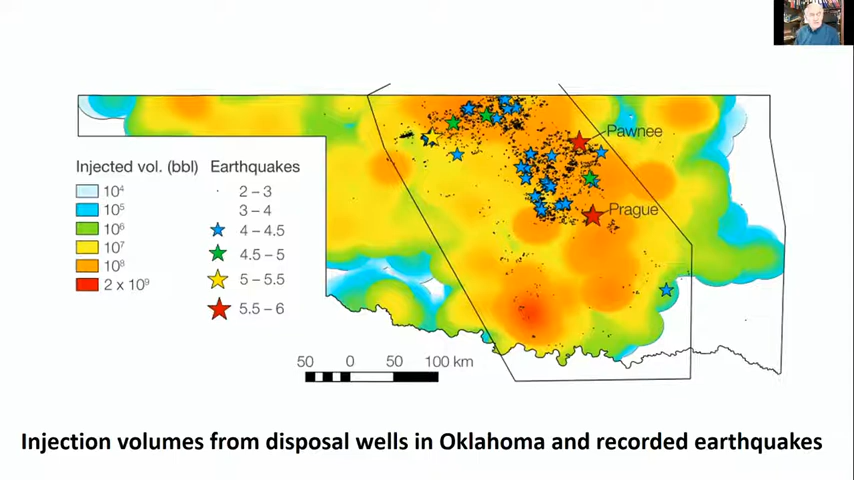 Pawnee
Prague
Injected vol. (bbl) Earthquakes
10⁴ 2 – 3
10⁵ 3 – 4
10⁶ 4 – 4.5
10⁷ 4.5 – 5
10⁸ 5 – 5.5
2 x 10⁹ 5.5 – 6
50 0 50 100 km
Injection volumes from disposal wells in Oklahoma and recorded earthquakes